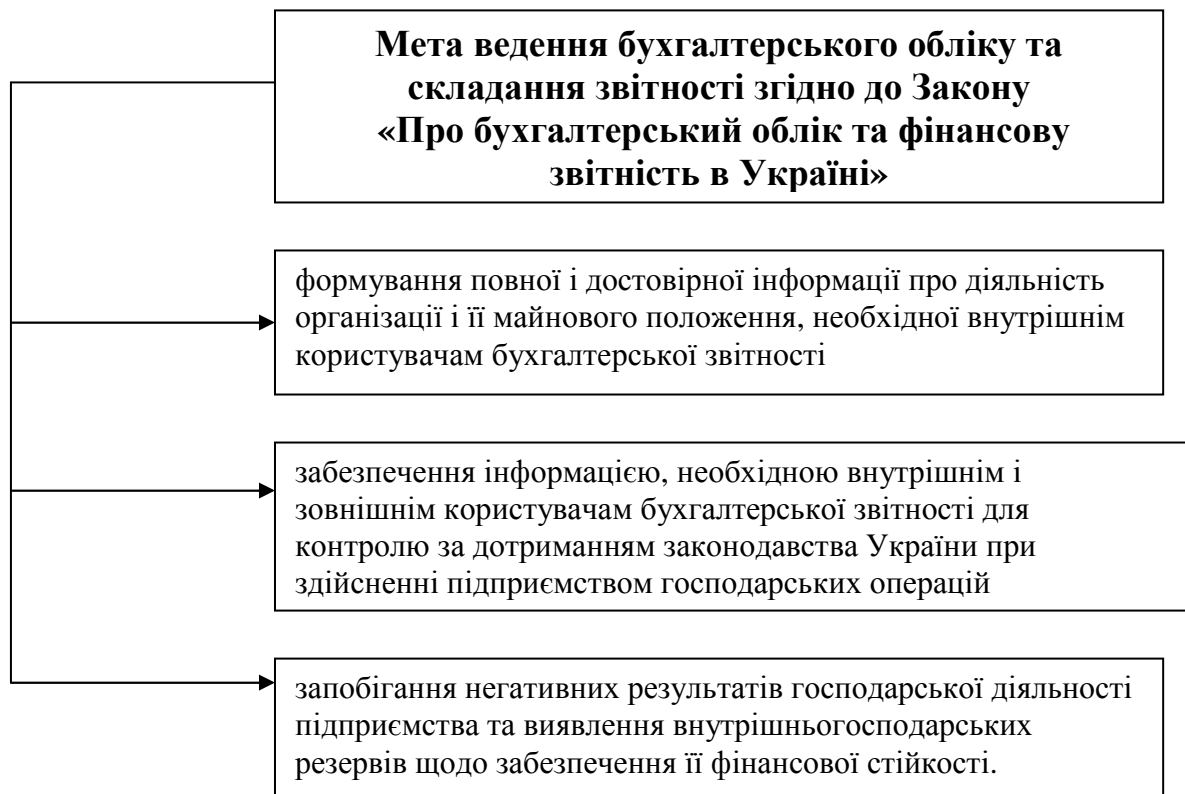 Мета ведення бухгалтерського обліку та
складання звітності згідно до Закону
«Про бухгалтерський облік та фінансову
звітність в Україні»
формування повної і достовірної інформації про діяльність
організації і її майнового положення, необхідної внутрішнім
користувачам бухгалтерської звітності
забезпечення інформацією, необхідною внутрішнім і
зовнішнім користувачам бухгалтерської звітності для
контролю за дотриманням законодавства України при
здійсненні підприємством господарських операцій
запобігання негативних результатів господарської діяльності
підприємства та виявлення внутрішньогосподарських
резервів щодо забезпечення її фінансової стійкості.